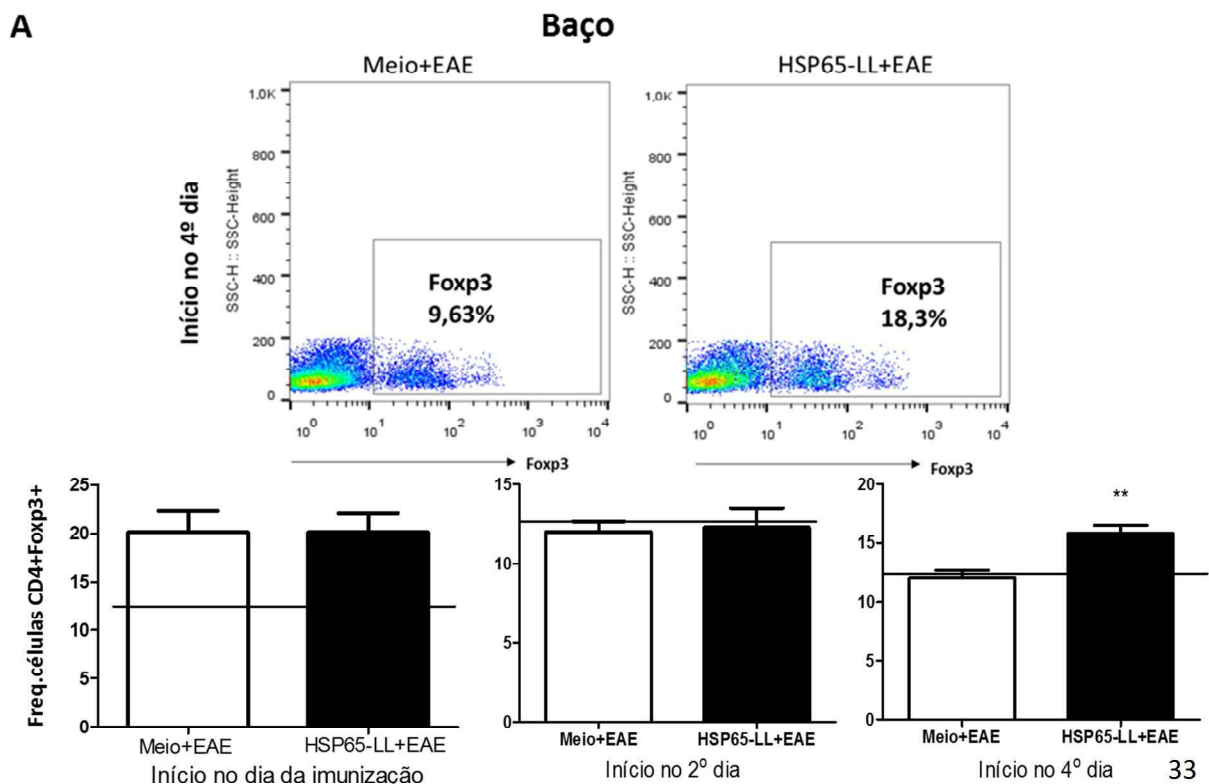 A
Baço
Meio+EAE
HSP65-LL+EAE
Início no 4º dia
SSC-H :: SSC-Height
1,0K
800
600
400
200
0
Foxp3
9,63%
10^0 10^1 10^2 10^3 10^4
Foxp3
SSC-H :: SSC-Height
1,0K
800
600
400
200
0
Foxp3
18,3%
10^0 10^1 10^2 10^3 10^4
Foxp3
Freq.células CD4+Foxp3+
25
20
15
10
5
0
Meio+EAE HSP65-LL+EAE
Início no dia da imunização
15
10
5
0
Meio+EAE HSP65-LL+EAE
Início no 2º dia
20
15
10
5
0
**
Meio+EAE HSP65-LL+EAE
Início no 4º dia
33